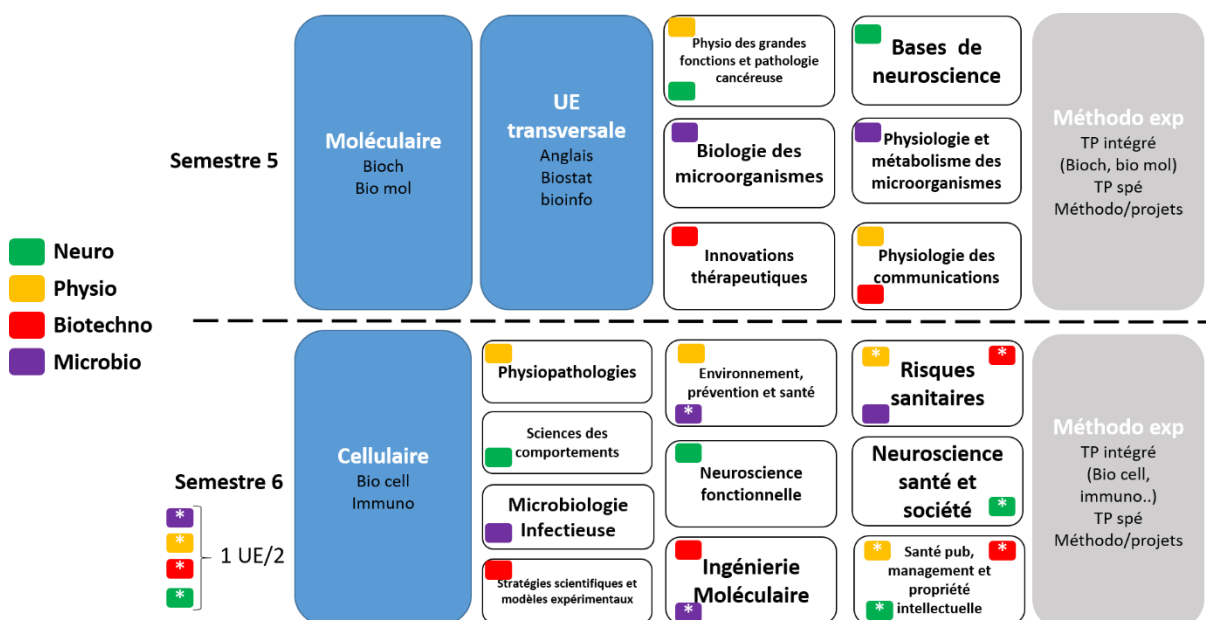 Neuro
Physio
Biotechno
Microbio
Semestre 5
Moléculaire
Bioch
Bio mol
UE
transversale
Anglais
Biostat
bioinfo
Physio des grandes
fonctions et pathologie
cancéreuse
Bases de
neuroscience
Biologie des
microorganismes
Physiologie et
métabolisme des
microorganismes
Innovations
thérapeutiques
Physiologie des
communications
Méthodo exp
TP intégré
(Bioch, bio mol)
TP spé
Méthodo/projets
Semestre 6
*
*
*
*
1 UE/2
Cellulaire
Bio cell
Immuno
Physiopathologies
Sciences des
comportements
Microbiologie
Infectieuse
Stratégies scientifiques et
modèles expérimentaux
Environnement,
prévention et santé
*
Neuroscience
fonctionnelle
Ingénierie
Moléculaire
*
* *
Risques
sanitaires
Neuroscience
santé et
société
*
* *
Santé pub,
management et
propriété
intellectuelle
*
Méthodo exp
TP intégré
(Bio cell,
immuno..)
TP spé
Méthodo/projets